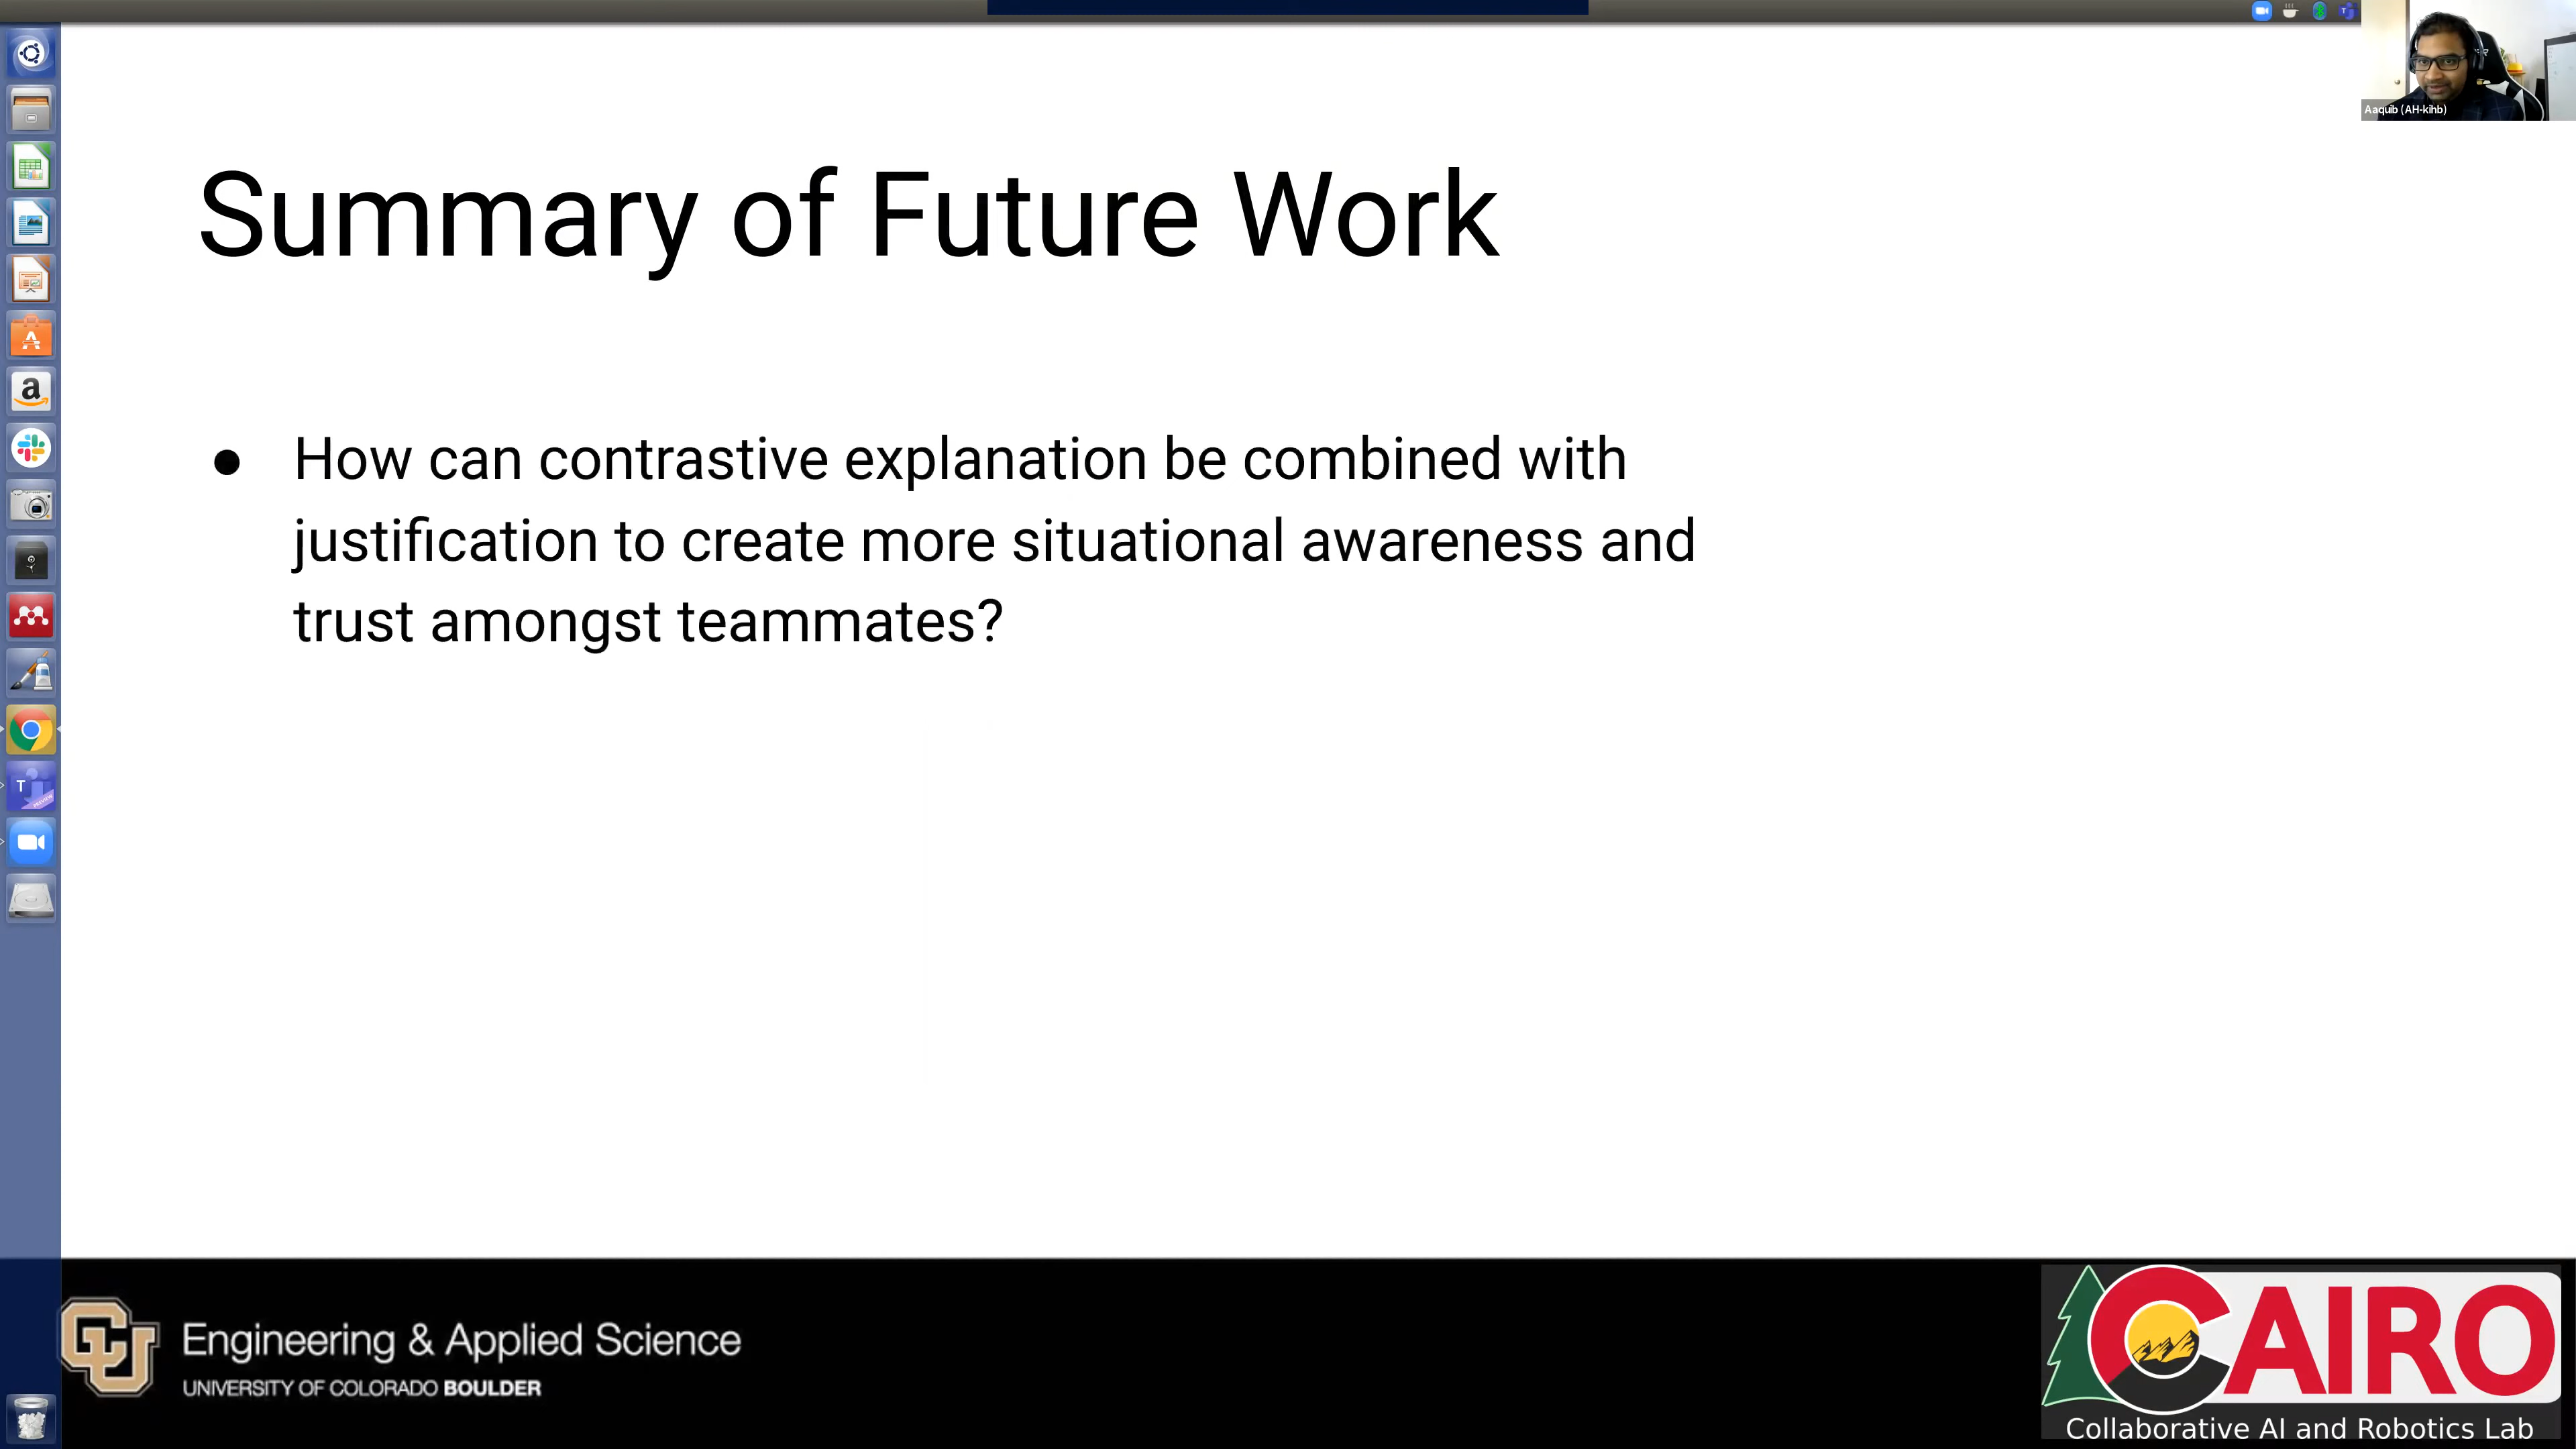 Aaquib (AH-kihb)
Summary of Future Work
● How can contrastive explanation be combined with
justification to create more situational awareness and
trust amongst teammates?
Engineering & Applied Science
UNIVERSITY OF COLORADO BOULDER
CU
CAIRO
Collaborative AI and Robotics Lab